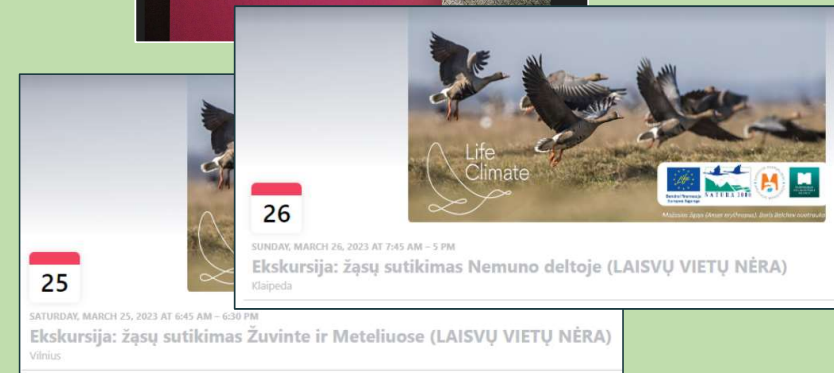 Life
Climate
NATURA 2000
26
SUNDAY, MARCH 26, 2023 AT 7:45 AM – 5 PM
Ekskursija: žąsų sutikimas Nemuno deltoje (LAISVŲ VIETŲ NĖRA)
Klaipeda
25
SATURDAY, MARCH 25, 2023 AT 6:45 AM – 6:30 PM
Ekskursija: žąsų sutikimas Žuvinte ir Meteliuose (LAISVŲ VIETŲ NĖRA)
Vilnius